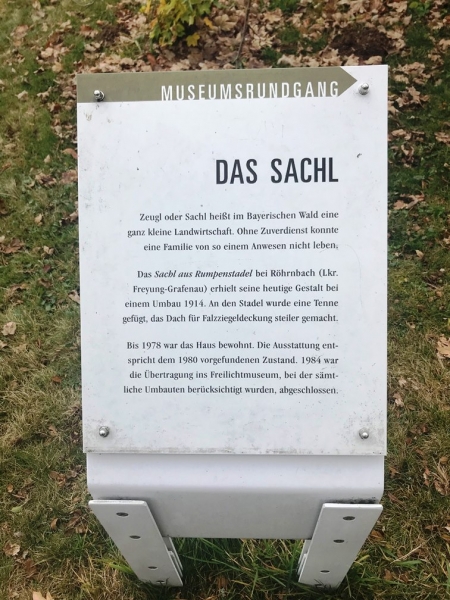 MUSEUMSRUNDGANG
DAS SACHL
Zeugl oder Sachl heißt im Bayerischen Wald eine
ganz kleine Landwirtschaft. Ohne Zuverdienst konnte
eine Familie von so einem Anwesen nicht leben.
Das Sachl aus Rumpenstadel bei Röhrnbach (Lkr.
Freyung-Grafenau) erhielt seine heutige Gestalt bei
einem Umbau 1914. An den Stadel wurde eine Tenne
gefügt, das Dach für Falzziegeldeckung steiler gemacht.
Bis 1978 war das Haus bewohnt. Die Ausstattung ent-
spricht dem 1980 vorgefundenen Zustand. 1984 war
die Übertragung ins Freilichtmuseum, bei der sämt-
liche Umbauten berücksichtigt wurden, abgeschlossen.